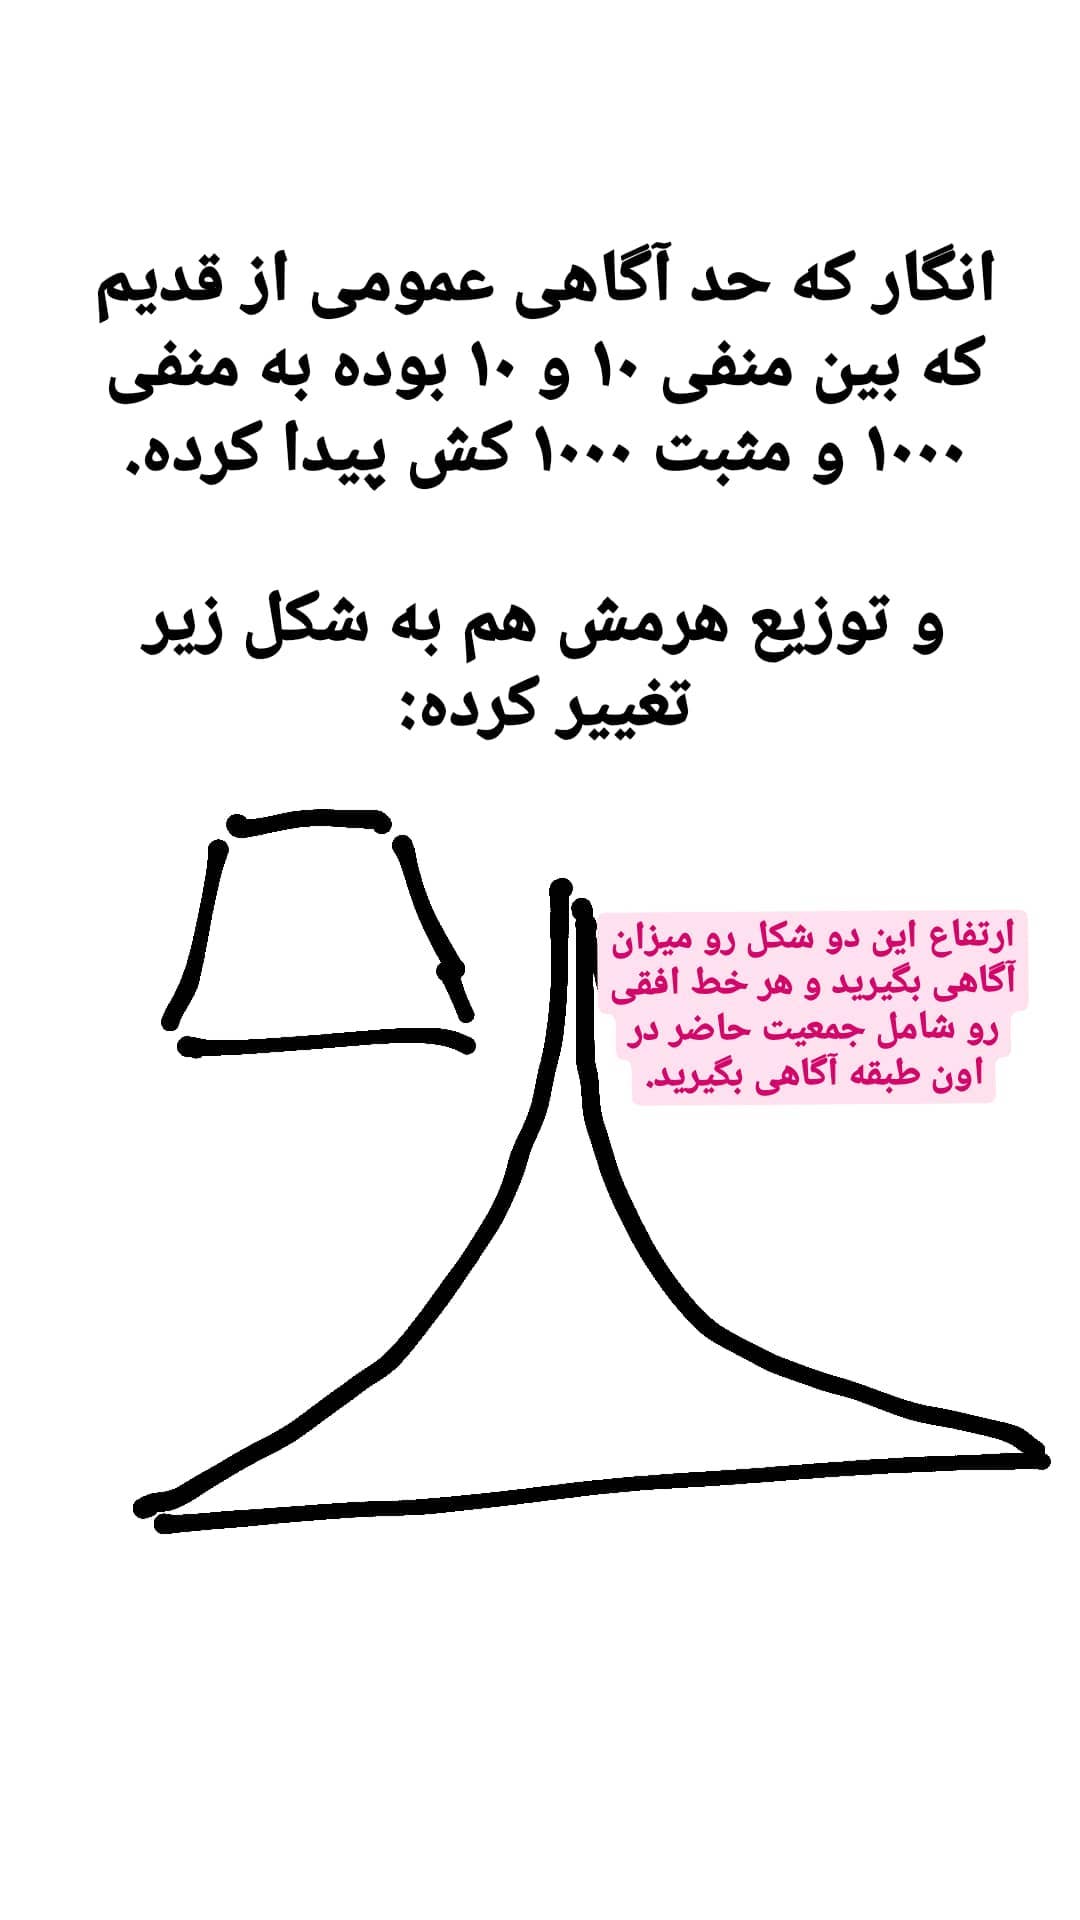 انگار که حد آگاهی عمومی از قدیم
که بین منفی ۱۰ و ۱۰ بوده به منفی
۱۰۰۰ و مثبت ۱۰۰۰ کش پیدا کرده.
و توزیع هرمش هم به شکل زیر
تغییر کرده:
ارتفاع این دو شکل رو میزان
آگاهی بگیرید و هر خط افقی
رو شامل جمعیت حاضر در
اون طبقه آگاهی بگیرید.